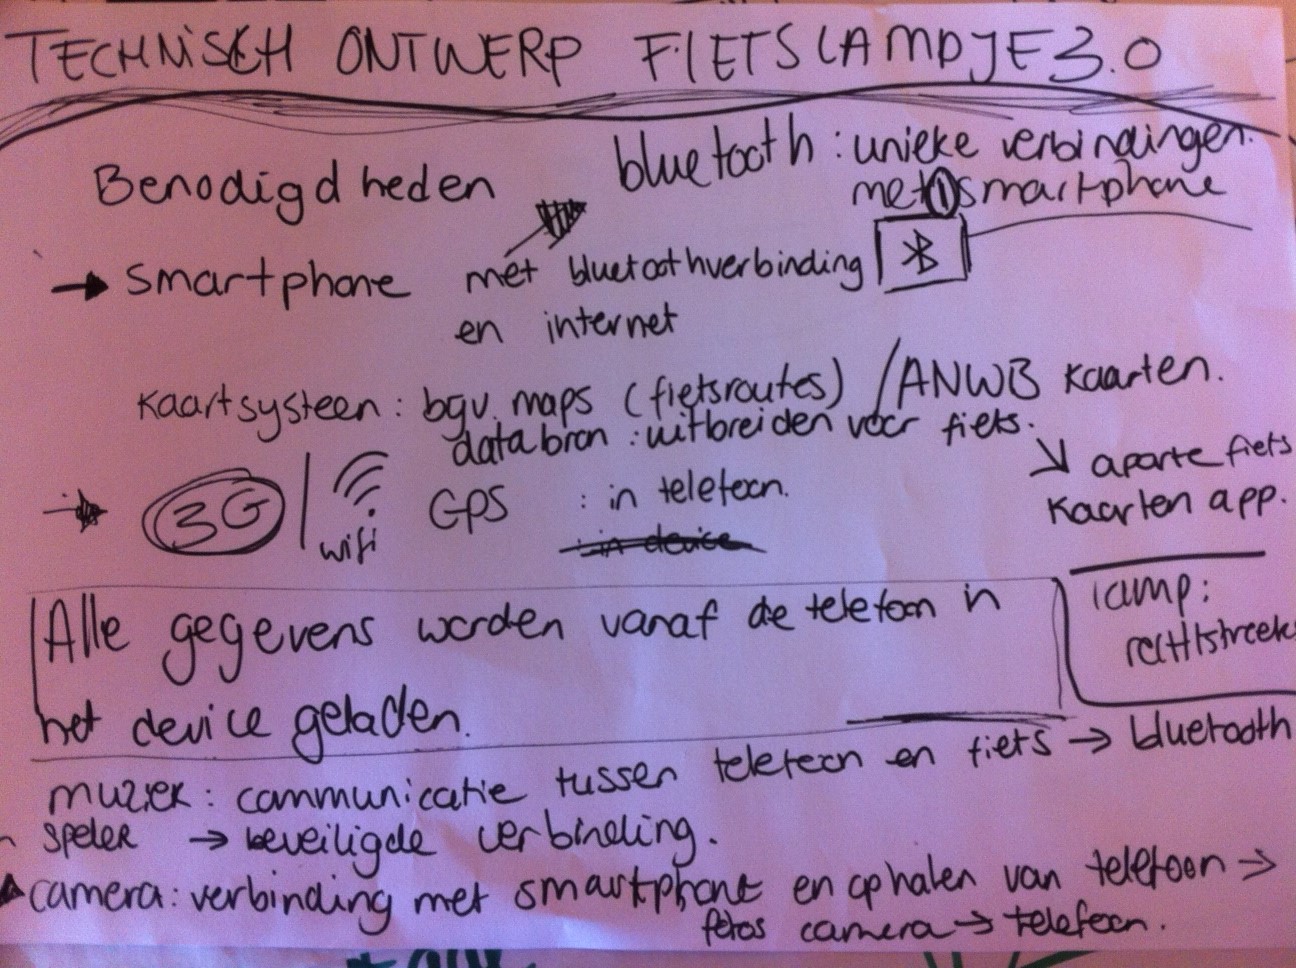 TECHNISCH ONTWERP FIETSLAMPJE 3.0
Benodigdheden
bluetooth : unieke verbindingen
met 1 smartphone
→ smartphone met bluetoothverbinding
en internet
kaartsysteem : bgv. maps (fietsroutes) / ANWB kaarten.
databron : uitbreiden voor fiets.
↘ aparte fiets
kaarten app.
→ 3G / wifi GPS : in telefoon.
: in device
Alle gegevens worden vanaf de telefoon in
het device geladen.
lamp:
rechtstreeks
muziek : communicatie tussen telefoon en fiets → bluetooth
speler → beveiligde verbinding.
camera : verbinding met smartphone en ophalen van telefoon →
fotos camera → telefoon.